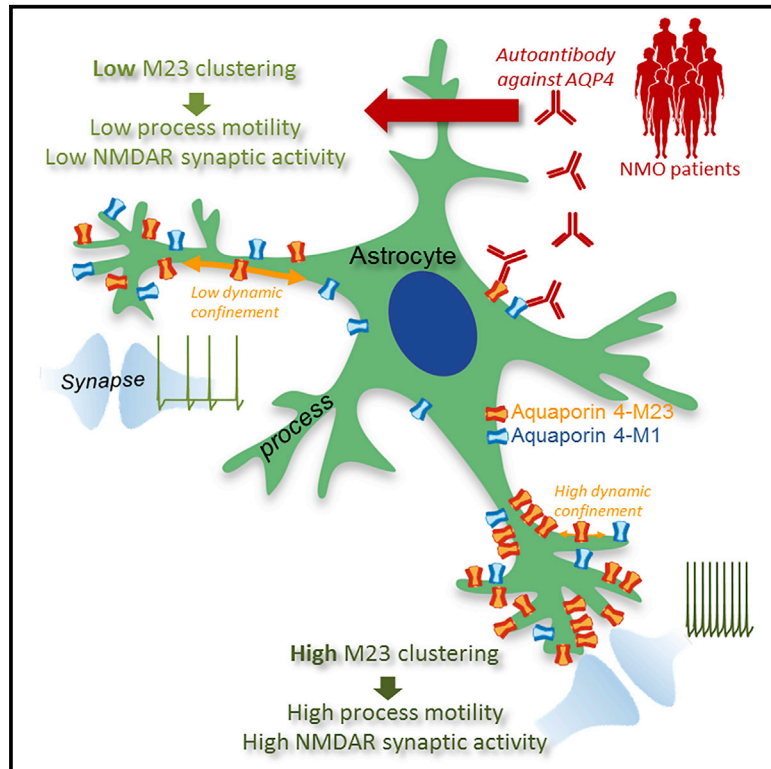 Low M23 clustering
Low process motility
Low NMDAR synaptic activity
Autoantibody
against AQP4
NMO patients
Astrocyte
Low dynamic
confinement
Synapse
process
Aquaporin 4-M23
Aquaporin 4-M1
High dynamic
confinement
High M23 clustering
High process motility
High NMDAR synaptic activity